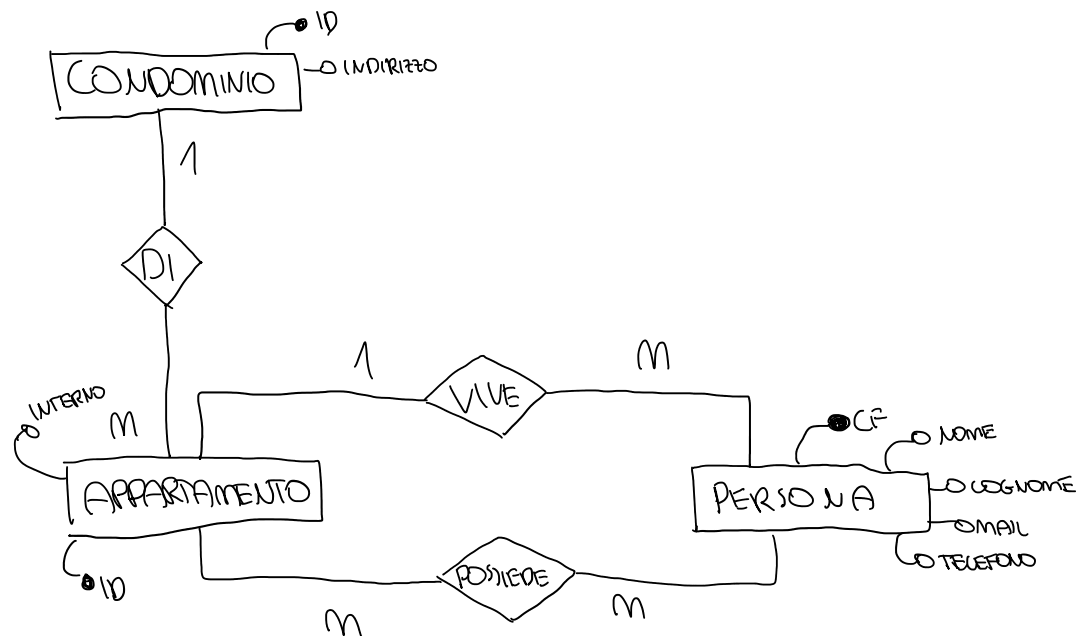 ID
CONDOMINIO
INDIRIZZO
1
DI
1
VIVE
M
INTERNO
M
CF
NOME
APPARTAMENTO
PERSONA
COGNOME
MAIL
TELEFONO
ID
POSSIEDE
M
M